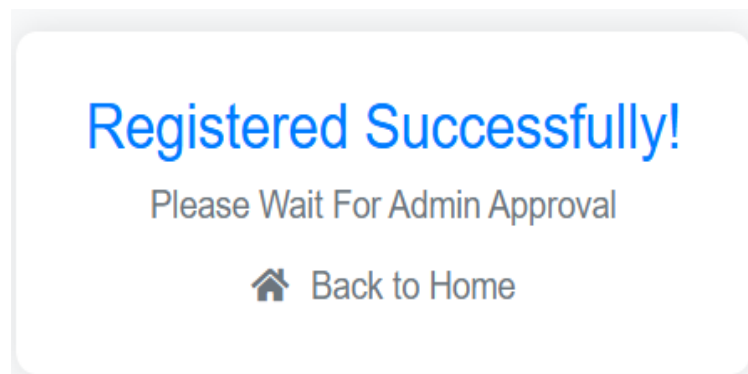 Registered Successfully!
Please Wait For Admin Approval
Back to Home